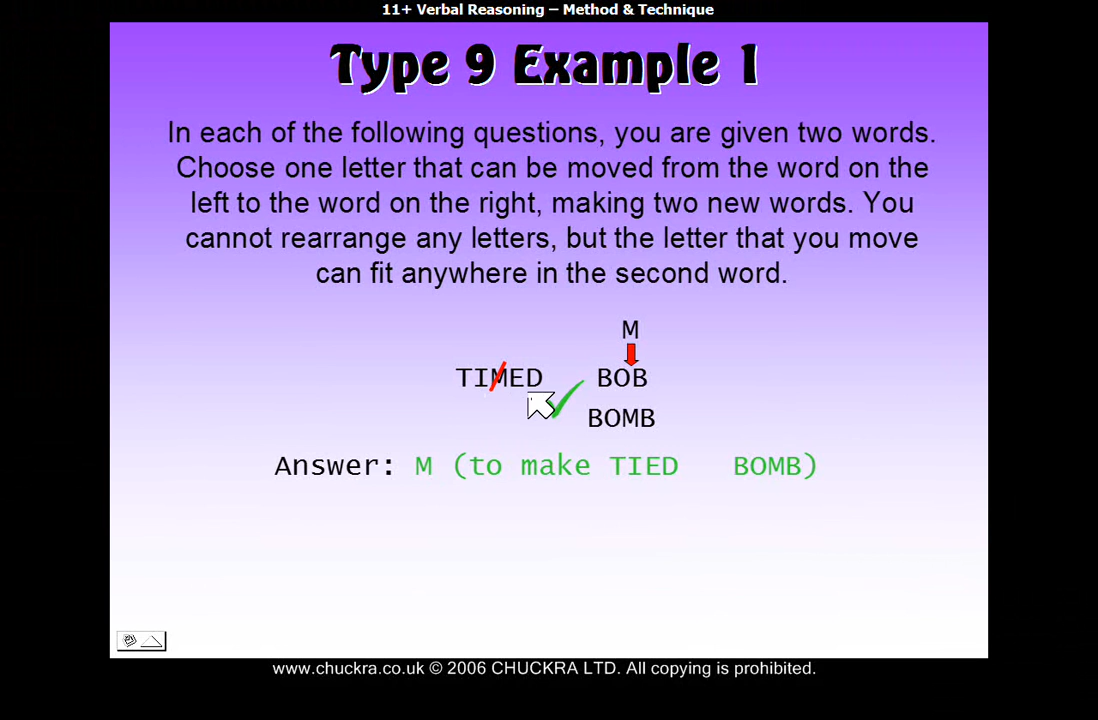 11+ Verbal Reasoning – Method & Technique
Type 9 Example 1
In each of the following questions, you are given two words.
Choose one letter that can be moved from the word on the
left to the word on the right, making two new words. You
cannot rearrange any letters, but the letter that you move
can fit anywhere in the second word.
M
TIMED BOB
BOMB
Answer: M (to make TIED BOMB)
www.chuckra.co.uk © 2006 CHUCKRA LTD. All copying is prohibited.